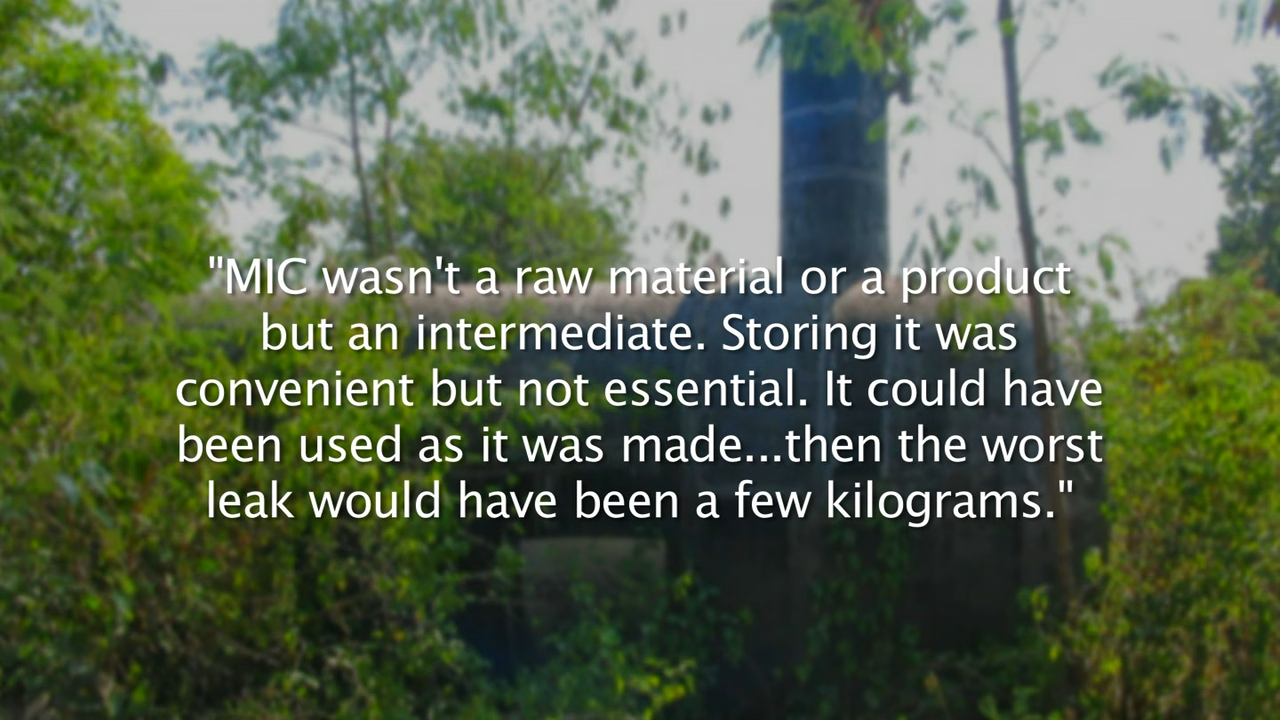 "MIC wasn't a raw material or a product
but an intermediate. Storing it was
convenient but not essential. It could have
been used as it was made...then the worst
leak would have been a few kilograms."